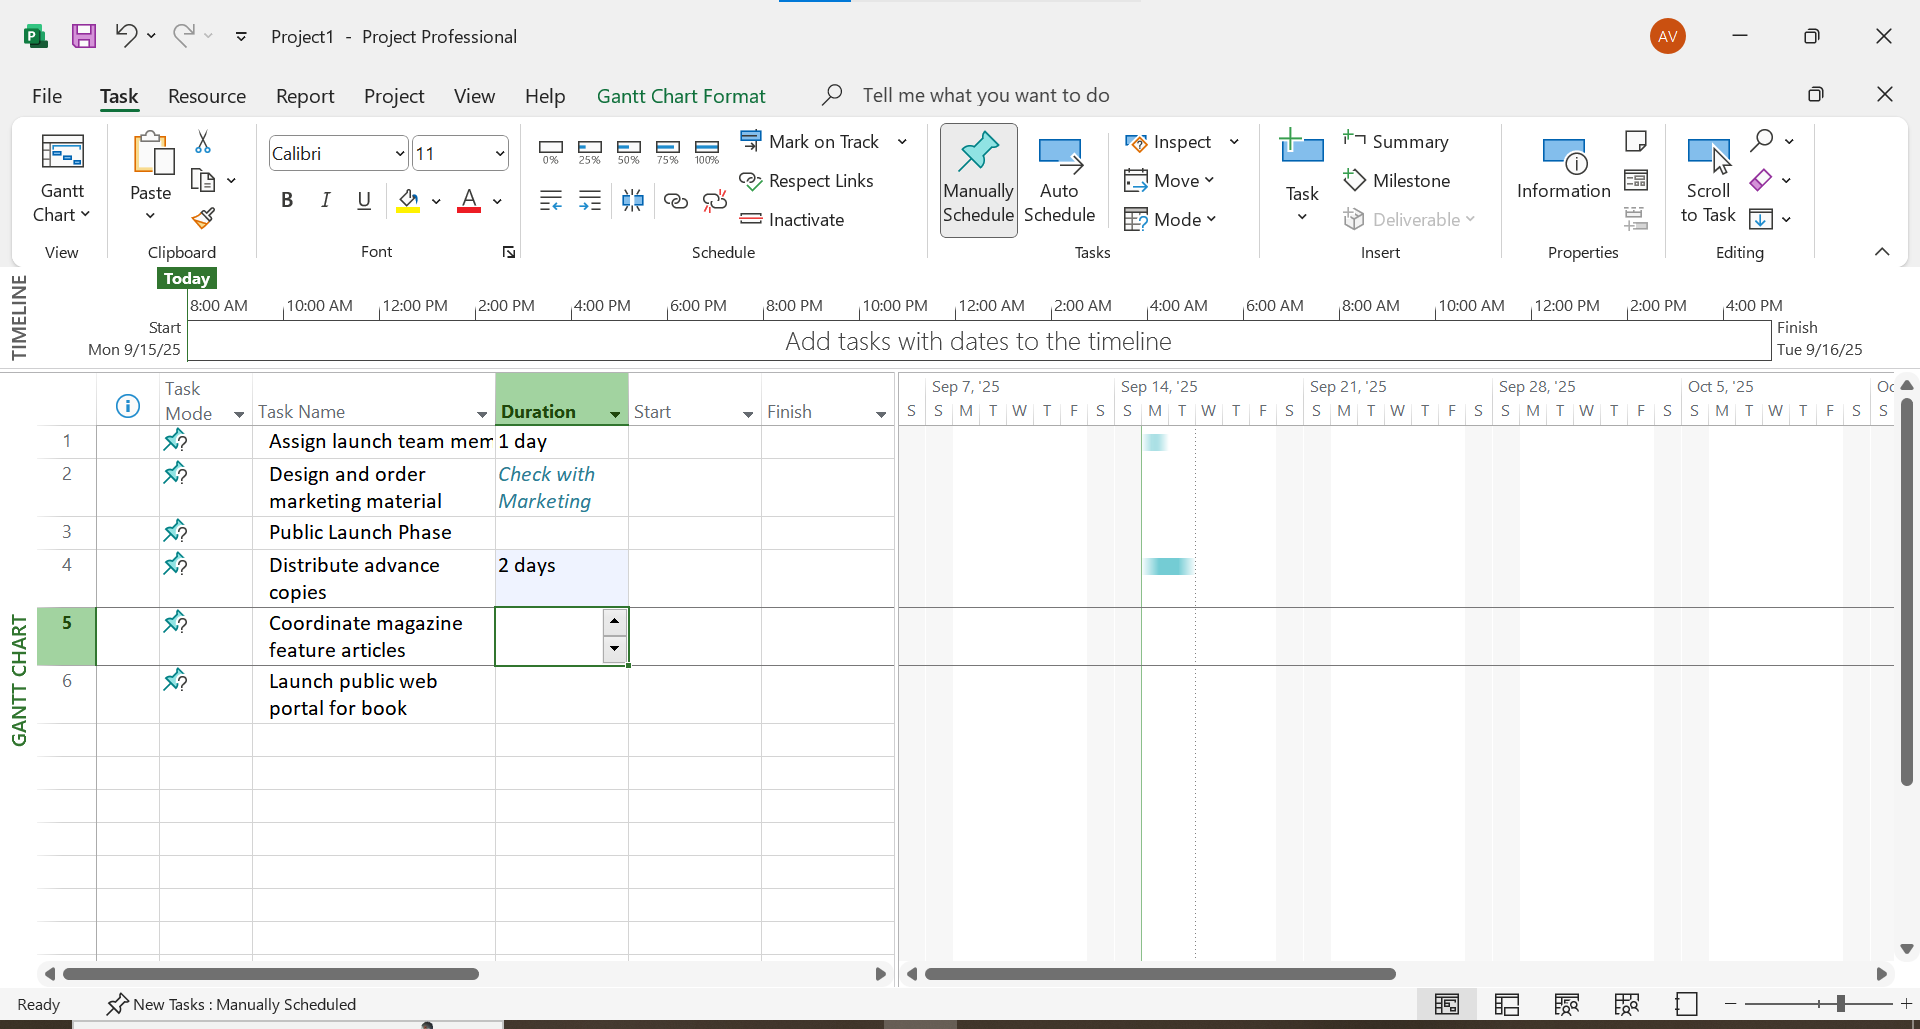 Project1 - Project Professional
AV
File Task Resource Report Project View Help Gantt Chart Format Tell me what you want to do
Gantt Chart
View
Paste
Clipboard
Calibri 11
B I U A
Font
0% 25% 50% 75% 100%
Mark on Track
Respect Links
Inactivate
Schedule
Manually Schedule
Auto Schedule
Inspect
Move
Mode
Tasks
Task
Summary
Milestone
Deliverable
Insert
Information
Properties
Scroll to Task
Editing
TIMELINE
Today
8:00 AM 10:00 AM 12:00 PM 2:00 PM 4:00 PM 6:00 PM 8:00 PM 10:00 PM 12:00 AM 2:00 AM 4:00 AM 6:00 AM 8:00 AM 10:00 AM 12:00 PM 2:00 PM 4:00 PM
Start
Mon 9/15/25
Add tasks with dates to the timeline
Finish
Tue 9/16/25
GANTT CHART
Task Mode Task Name Duration Start Finish
1 Assign launch team mem 1 day
2 Design and order marketing material Check with Marketing
3 Public Launch Phase
4 Distribute advance copies 2 days
5 Coordinate magazine feature articles
6 Launch public web portal for book
Sep 7, '25 Sep 14, '25 Sep 21, '25 Sep 28, '25 Oct 5, '25 Oc
S S M T W T F S S M T W T F S S M T W T F S S M T W T F S S M T W T F S S
Ready New Tasks : Manually Scheduled